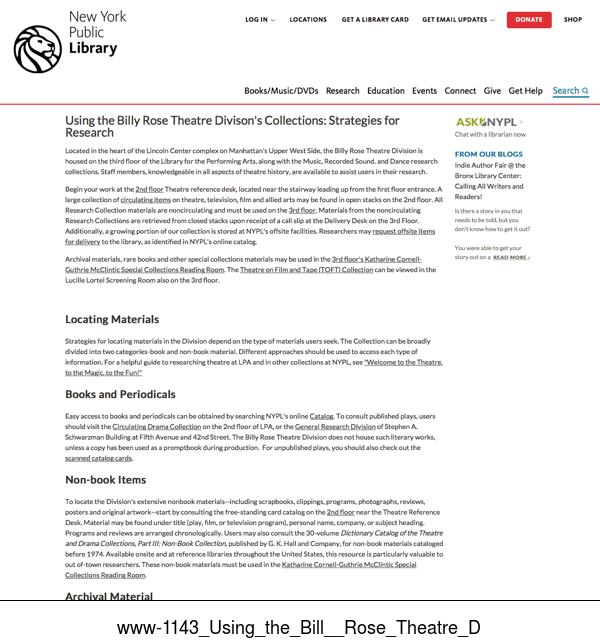 New York
Public
Library
LOG IN
LOCATIONS
GET A LIBRARY CARD
GET EMAIL UPDATES
DONATE
SHOP
Books/Music/DVDs Research Education Events Connect Give Get Help Search
Using the Billy Rose Theatre Divison's Collections: Strategies for
Research
Located in the heart of the Lincoln Center complex on Manhattan's Upper West Side, the Billy Rose Theatre Division is
housed on the third floor of the Library for the Performing Arts, along with the Music, Recorded Sound. and Dance research
collections. Staff members, knowledgeable in all aspects of theatre history, are available to assist users in their research.
Begin your work at the 2nd floor Theatre reference desk, located near the stairway leading up from the first floor entrance. A
large collection of circulating items on theatre, television, film and allied arts may be found in open stacks on the 2nd floor. All
Research Collection materials are noncirculating and must be used on the 3rd floor. Materials from the noncirculating
Research Collections are retrieved from closed stacks upon receipt of a call slip at the Delivery Desk on the 3rd Floor.
Additionally, a growing portion of our collection is stored at NYPL's offsite facilities. Researchers may request offsite items
for delivery to the library, as identified in NYPL's online catalog.
Archival materials, rare books and other special collections materials may be used in the 3rd floor's Katharine Cornell-
Guthrie McClintic Special Collections Reading Room. The Theatre on Film and Tape (TOFT) Collection can be viewed in the
Lucille Lortel Screening Room also on the 3rd floor.
Locating Materials
Strategies for locating materials in the Division depend on the type of materials users seek. The Collection can be broadly
divided into two categories-book and non-book material. Different approaches should be used to access each type of
information. For a helpful guide to researching theatre at LPA and in other collections at NYPL, see "Welcome to the Theatre,
to the Magic, to the Fun!"
Books and Periodicals
Easy access to books and periodicals can be obtained by searching NYPL's online Catalog. To consult published plays, users
should visit the Circulating Drama Collection on the 2nd floor of LPA, or the General Research Division of Stephen A.
Schwarzman Building at Fifth Avenue and 42nd Street. The Billy Rose Theatre Division does not house such literary works,
unless a copy has been used as a promptbook during production. For unpublished plays, you should also check out the
scanned catalog cards.
Non-book Items
To locate the Division's extensive nonbook materials--including scrapbooks, clippings, programs, photographs, reviews,
posters and original artwork--start by consulting the free-standing card catalog on the 2nd floor near the Theatre Reference
Desk. Material may be found under title (play, film, or television program), personal name, company, or subject heading.
Programs and reviews are arranged chronologically. Users may also consult the 30-volume Dictionary Catalog of the Theatre
and Drama Collections, Part III: Non-Book Collection, published by G. K. Hall and Company, for non-book materials cataloged
before 1974. Available onsite and at reference libraries throughout the United States, this resource is particularly valuable to
out-of-town researchers. These non-book materials must be used in the Katharine Cornell-Guthrie McClintic Special
Collections Reading Room.
Archival Material
ASK NYPL >
Chat with a librarian now
FROM OUR BLOGS
Indie Author Fair @ the
Bronx Library Center:
Calling All Writers and
Readers!
Is there a story in you that
needs to be told, but you
don't know how to get it out?
You were able to get your
story out on a READ MORE ›
www-1143_Using_the_Bill__Rose_Theatre_D